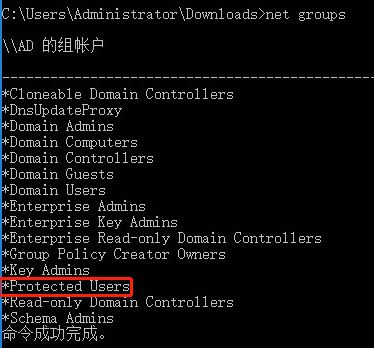 C:\Users\Administrator\Downloads>net groups
\\AD 的组帐户
-------------------------------------------------------------------------------
*Cloneable Domain Controllers
*DnsUpdateProxy
*Domain Admins
*Domain Computers
*Domain Controllers
*Domain Guests
*Domain Users
*Enterprise Admins
*Enterprise Key Admins
*Enterprise Read-only Domain Controllers
*Group Policy Creator Owners
*Key Admins
*Protected Users
*Read-only Domain Controllers
*Schema Admins
命令成功完成。